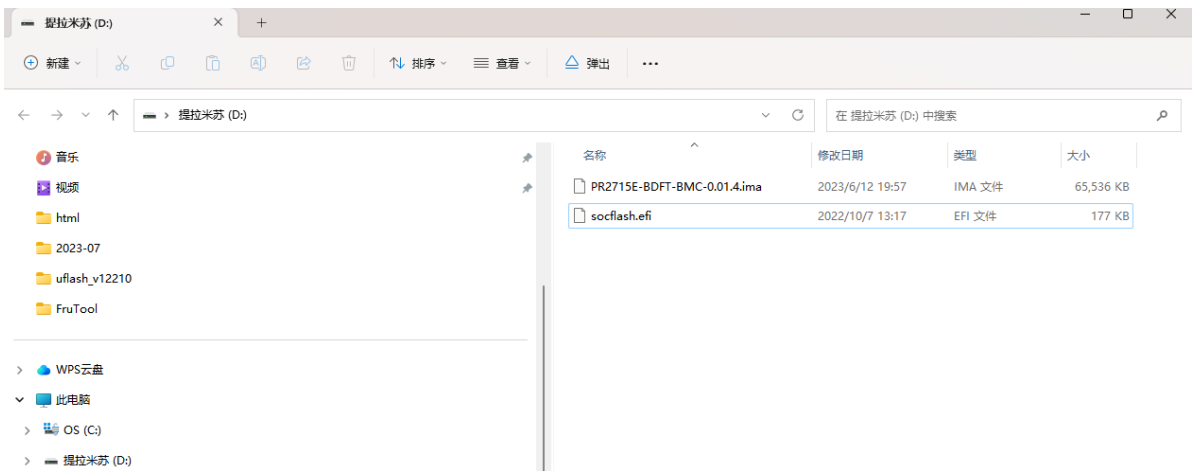 提拉米苏 (D:)
新建 排序 查看 弹出
提拉米苏 (D:) 在 提拉米苏 (D:) 中搜索
音乐
视频
html
2023-07
uflash_v12210
FruTool
WPS云盘
此电脑
OS (C:)
提拉米苏 (D:)
名称 修改日期 类型 大小
PR2715E-BDFT-BMC-0.01.4.ima 2023/6/12 19:57 IMA 文件 65,536 KB
socflash.efi 2022/10/7 13:17 EFI 文件 177 KB